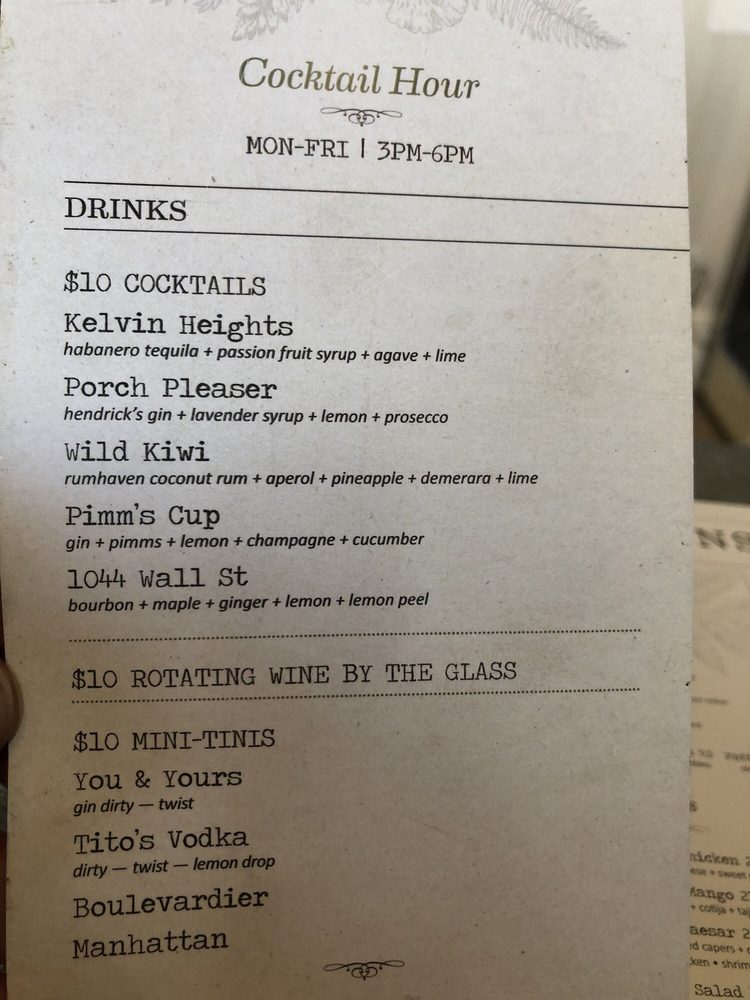 Cocktail Hour
MON-FRI | 3PM-6PM
DRINKS
$10 COCKTAILS
Kelvin Heights
habanero tequila + passion fruit syrup + agave + lime
Porch Pleaser
hendrick's gin + lavender syrup + lemon + prosecco
Wild Kiwi
rumhaven coconut rum + aperol + pineapple + demerara + lime
Pimm's Cup
gin + pimms + lemon + champagne + cucumber
1044 Wall St
bourbon + maple + ginger + lemon + lemon peel
$10 ROTATING WINE BY THE GLASS
$10 MINI-TINIS
You & Yours
gin dirty — twist
Tito's Vodka
dirty — twist — lemon drop
Boulevardier
Manhattan
+ cotija +
capers +
Salad